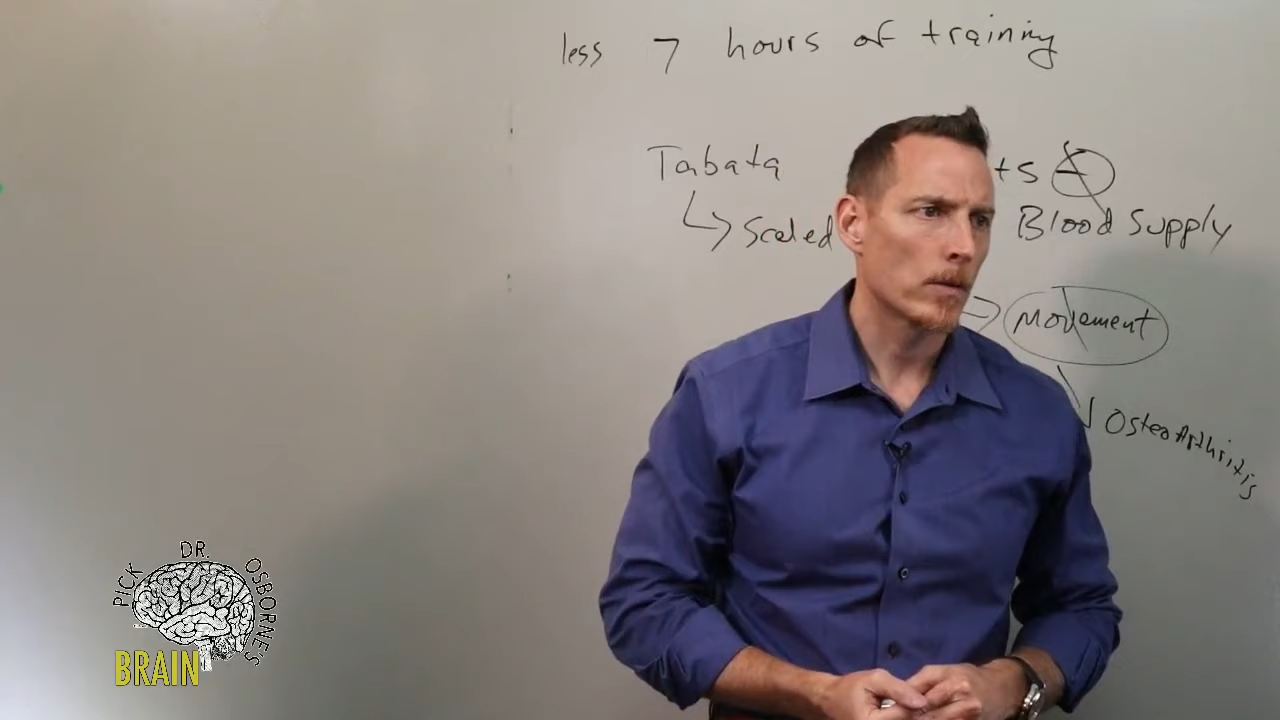 less 7 hours of training
Tabata
ts
↳ Scaled
Blood Supply
Movement
OsteoArthritis
PICK DR. OSBORNE'S
BRAIN